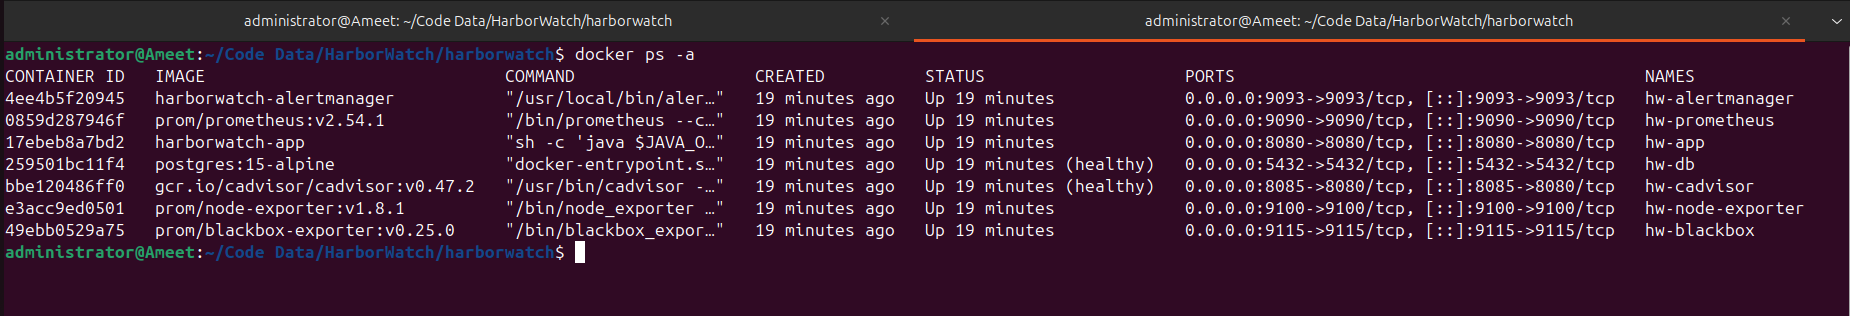 administrator@Ameet: ~/Code Data/HarborWatch/harborwatch × administrator@Ameet: ~/Code Data/HarborWatch/harborwatch ×
administrator@Ameet:~/Code Data/HarborWatch/harborwatch$ docker ps -a
CONTAINER ID   IMAGE                              COMMAND                  CREATED          STATUS                    PORTS                                         NAMES
4ee4b5f20945   harborwatch-alertmanager           "/usr/local/bin/aler…"   19 minutes ago   Up 19 minutes             0.0.0.0:9093->9093/tcp, [::]:9093->9093/tcp   hw-alertmanager
0859d287946f   prom/prometheus:v2.54.1            "/bin/prometheus --c…"   19 minutes ago   Up 19 minutes             0.0.0.0:9090->9090/tcp, [::]:9090->9090/tcp   hw-prometheus
17ebeb8a7bd2   harborwatch-app                    "sh -c 'java $JAVA_O…"   19 minutes ago   Up 19 minutes             0.0.0.0:8080->8080/tcp, [::]:8080->8080/tcp   hw-app
259501bc11f4   postgres:15-alpine                 "docker-entrypoint.s…"   19 minutes ago   Up 19 minutes (healthy)   0.0.0.0:5432->5432/tcp, [::]:5432->5432/tcp   hw-db
bbe120486ff0   gcr.io/cadvisor/cadvisor:v0.47.2   "/usr/bin/cadvisor -…"   19 minutes ago   Up 19 minutes (healthy)   0.0.0.0:8085->8080/tcp, [::]:8085->8080/tcp   hw-cadvisor
e3acc9ed0501   prom/node-exporter:v1.8.1          "/bin/node_exporter …"   19 minutes ago   Up 19 minutes             0.0.0.0:9100->9100/tcp, [::]:9100->9100/tcp   hw-node-exporter
49ebb0529a75   prom/blackbox-exporter:v0.25.0     "/bin/blackbox_expor…"   19 minutes ago   Up 19 minutes             0.0.0.0:9115->9115/tcp, [::]:9115->9115/tcp   hw-blackbox
administrator@Ameet:~/Code Data/HarborWatch/harborwatch$